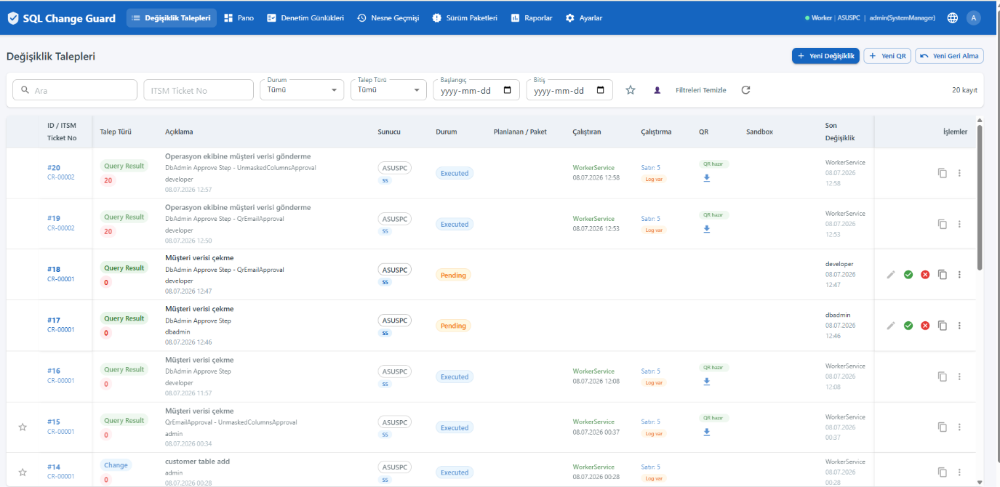 SQL Change Guard
Değişiklik Talepleri
Pano
Denetim Günlükleri
Nesne Geçmişi
Sürüm Paketleri
Raporlar
Ayarlar
Worker | ASUSPC | admin(SystemManager)
A
Değişiklik Talepleri
Yeni Değişiklik
Yeni QR
Yeni Geri Alma
Ara
ITSM Ticket No
Durum
Tümü
Talep Türü
Tümü
Başlangıç
yyyy-mm-dd
Bitiş
yyyy-mm-dd
Filtreleri Temizle
20 kayıt
ID / ITSM
Ticket No
Talep Türü
Açıklama
Sunucu
Durum
Planlanan / Paket
Çalıştıran
Çalıştırma
QR
Sandbox
Son
Değişiklik
İşlemler
#20
CR-00002
Query Result
20
Operasyon ekibine müşteri verisi gönderme
DbAdmin Approve Step - UnmaskedColumnsApproval
developer
08.07.2026 12:57
ASUSPC
ss
Executed
WorkerService
08.07.2026 12:58
Satır: 5
Log var
QR hazır
WorkerService
08.07.2026
12:58
#19
CR-00002
Query Result
20
Operasyon ekibine müşteri verisi gönderme
DbAdmin Approve Step - QrEmailApproval
developer
08.07.2026 12:50
ASUSPC
ss
Executed
WorkerService
08.07.2026 12:53
Satır: 5
Log var
QR hazır
WorkerService
08.07.2026
12:53
#18
CR-00001
Query Result
0
Müşteri verisi çekme
DbAdmin Approve Step - QrEmailApproval
developer
08.07.2026 12:47
ASUSPC
ss
Pending
developer
08.07.2026
12:47
#17
CR-00001
Query Result
0
Müşteri verisi çekme
DbAdmin Approve Step
dbadmin
08.07.2026 12:46
ASUSPC
ss
Pending
dbadmin
08.07.2026
12:46
#16
CR-00001
Query Result
0
Müşteri verisi çekme
DbAdmin Approve Step
developer
08.07.2026 11:57
ASUSPC
ss
Executed
WorkerService
08.07.2026 12:08
Satır: 5
Log var
QR hazır
WorkerService
08.07.2026
12:08
#15
CR-00001
Query Result
0
Müşteri verisi çekme
QrEmailApproval - UnmaskedColumnsApproval
admin
08.07.2026 00:34
ASUSPC
ss
Executed
WorkerService
08.07.2026 00:37
Satır: 5
Log var
QR hazır
WorkerService
08.07.2026
00:37
#14
CR-00001
Change
0
customer table add
admin
08.07.2026 00:28
ASUSPC
ss
Executed
WorkerService
08.07.2026 00:28
Satır: 5
Log var
WorkerService
08.07.2026
00:28